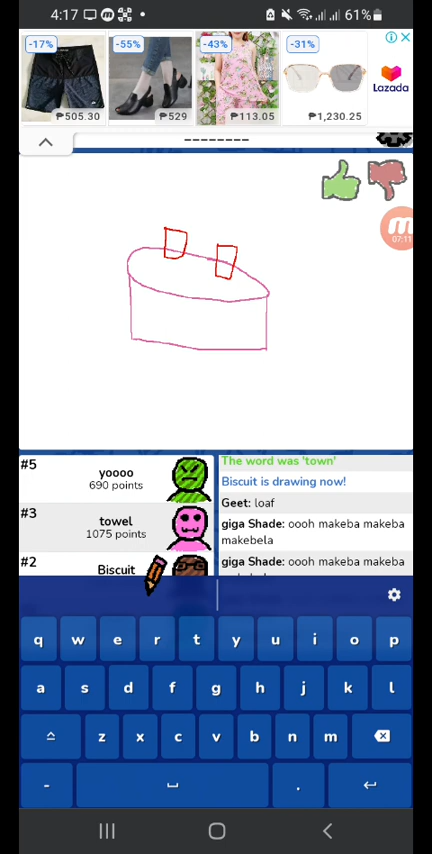 4:17
61%
-17%
-55%
-43%
-31%
₱505.30
₱529
₱113.05
₱1,230.25
Lazada
--------
07:11
#5
yoooo
690 points
#3
towel
1075 points
#2
Biscuit
The word was 'town'
Biscuit is drawing now!
Geet: loaf
giga Shade: oooh makeba makeba
makebela
giga Shade: oooh makeba makeba
q w e r t y u i o p
a s d f g h j k l
z x c v b n m
- .